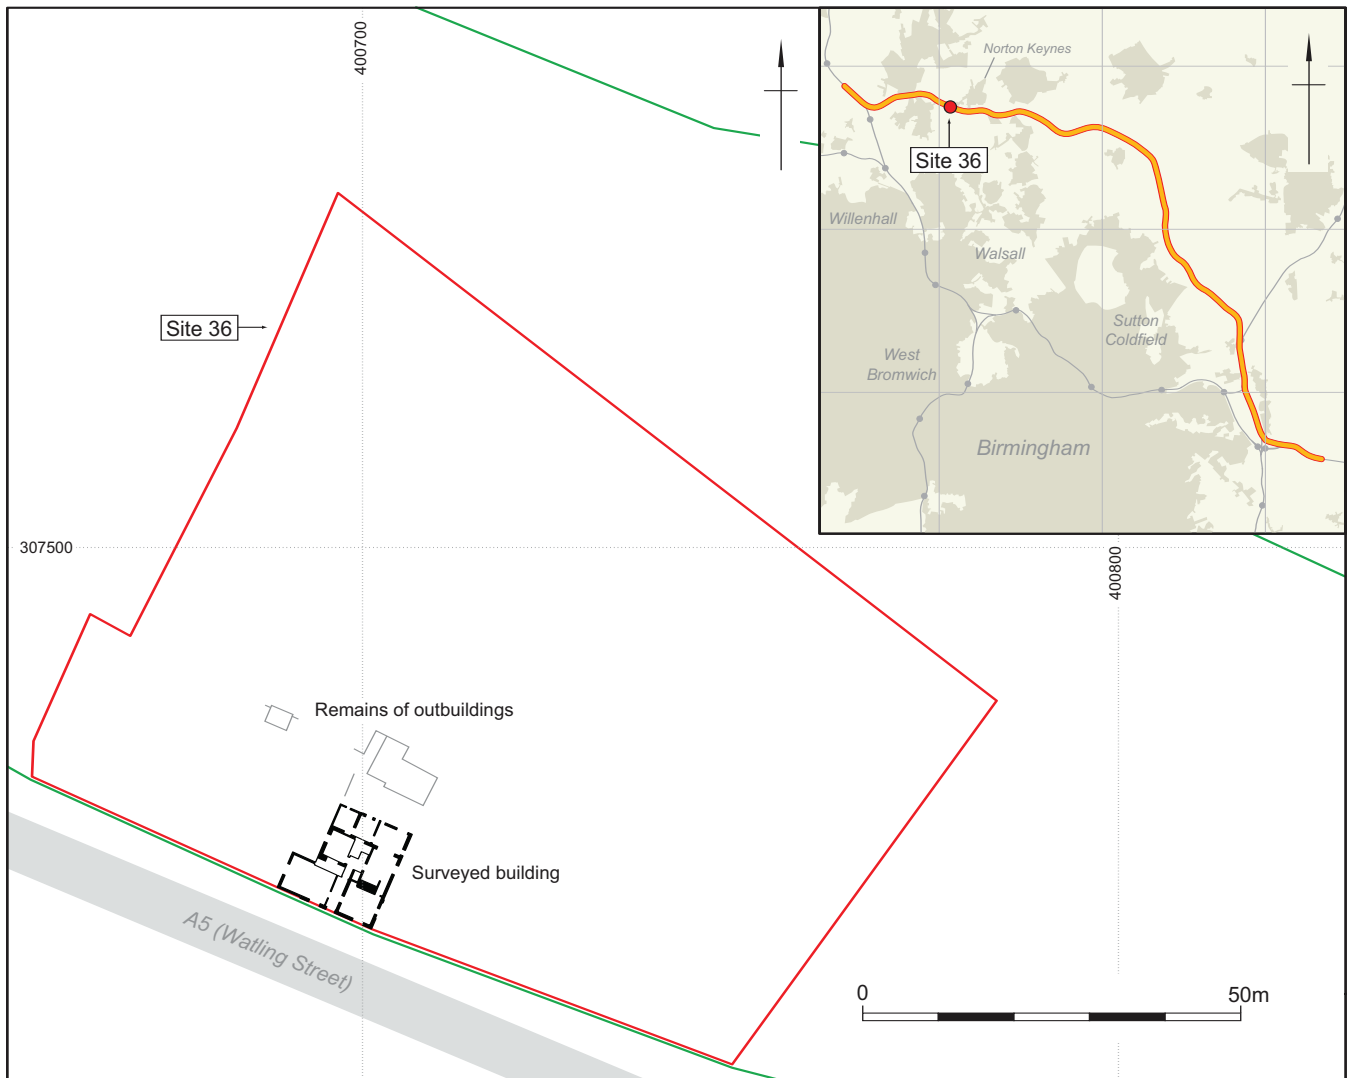 400700
Norton Keynes
Site 36
Willenhall
Walsall
Sutton
Coldfield
West
Bromwich
Birmingham
Site 36
307500
400800
Remains of outbuildings
Surveyed building
A5 (Watling Street)
0
50m